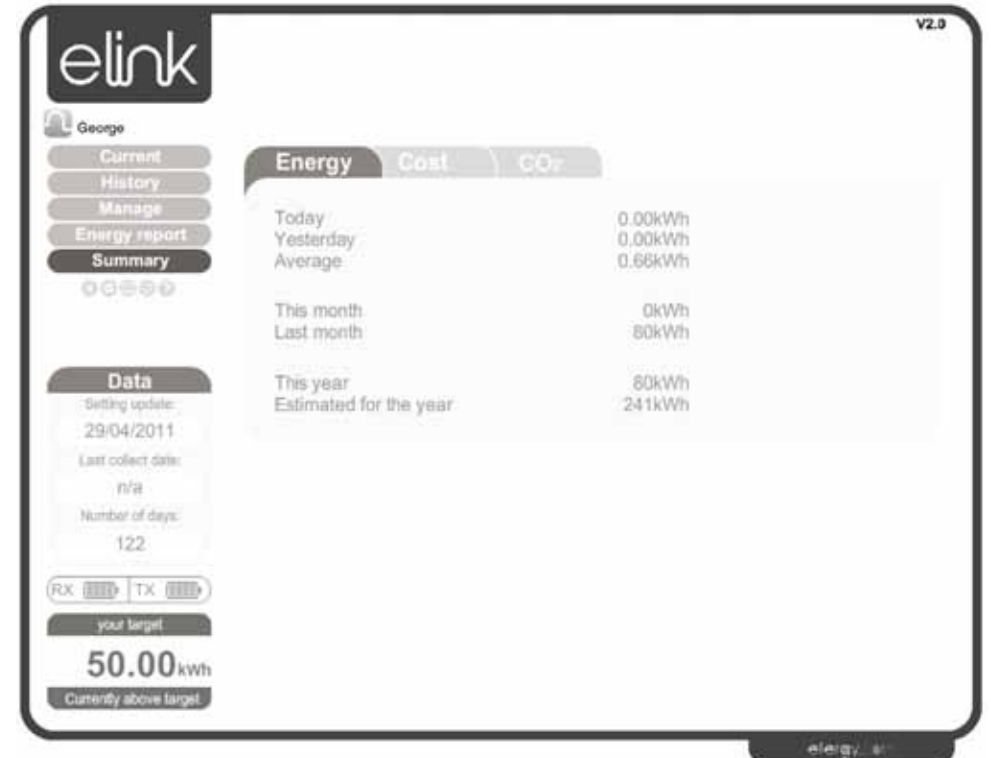 V2.0
elink
George
Current
History
Manage
Energy report
Summary
Energy Cost CO₂
Today 0.00kWh
Yesterday 0.00kWh
Average 0.66kWh
This month 0kWh
Last month 80kWh
This year 80kWh
Estimated for the year 241kWh
Data
Setting update:
29/04/2011
Last collect date:
n/a
Number of days:
122
RX TX
your target
50.00kWh
Currently above target